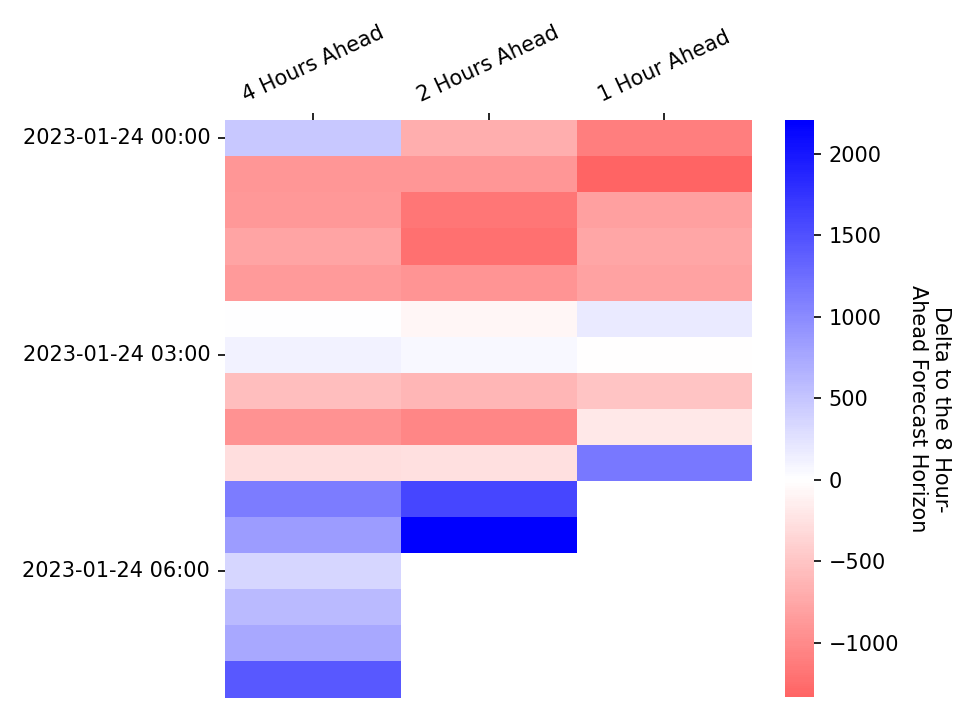 4 Hours Ahead
2 Hours Ahead
1 Hour Ahead
2023-01-24 00:00
2023-01-24 03:00
2023-01-24 06:00
2000
1500
1000
500
0
−500
−1000
Delta to the 8 Hour-
Ahead Forecast Horizon